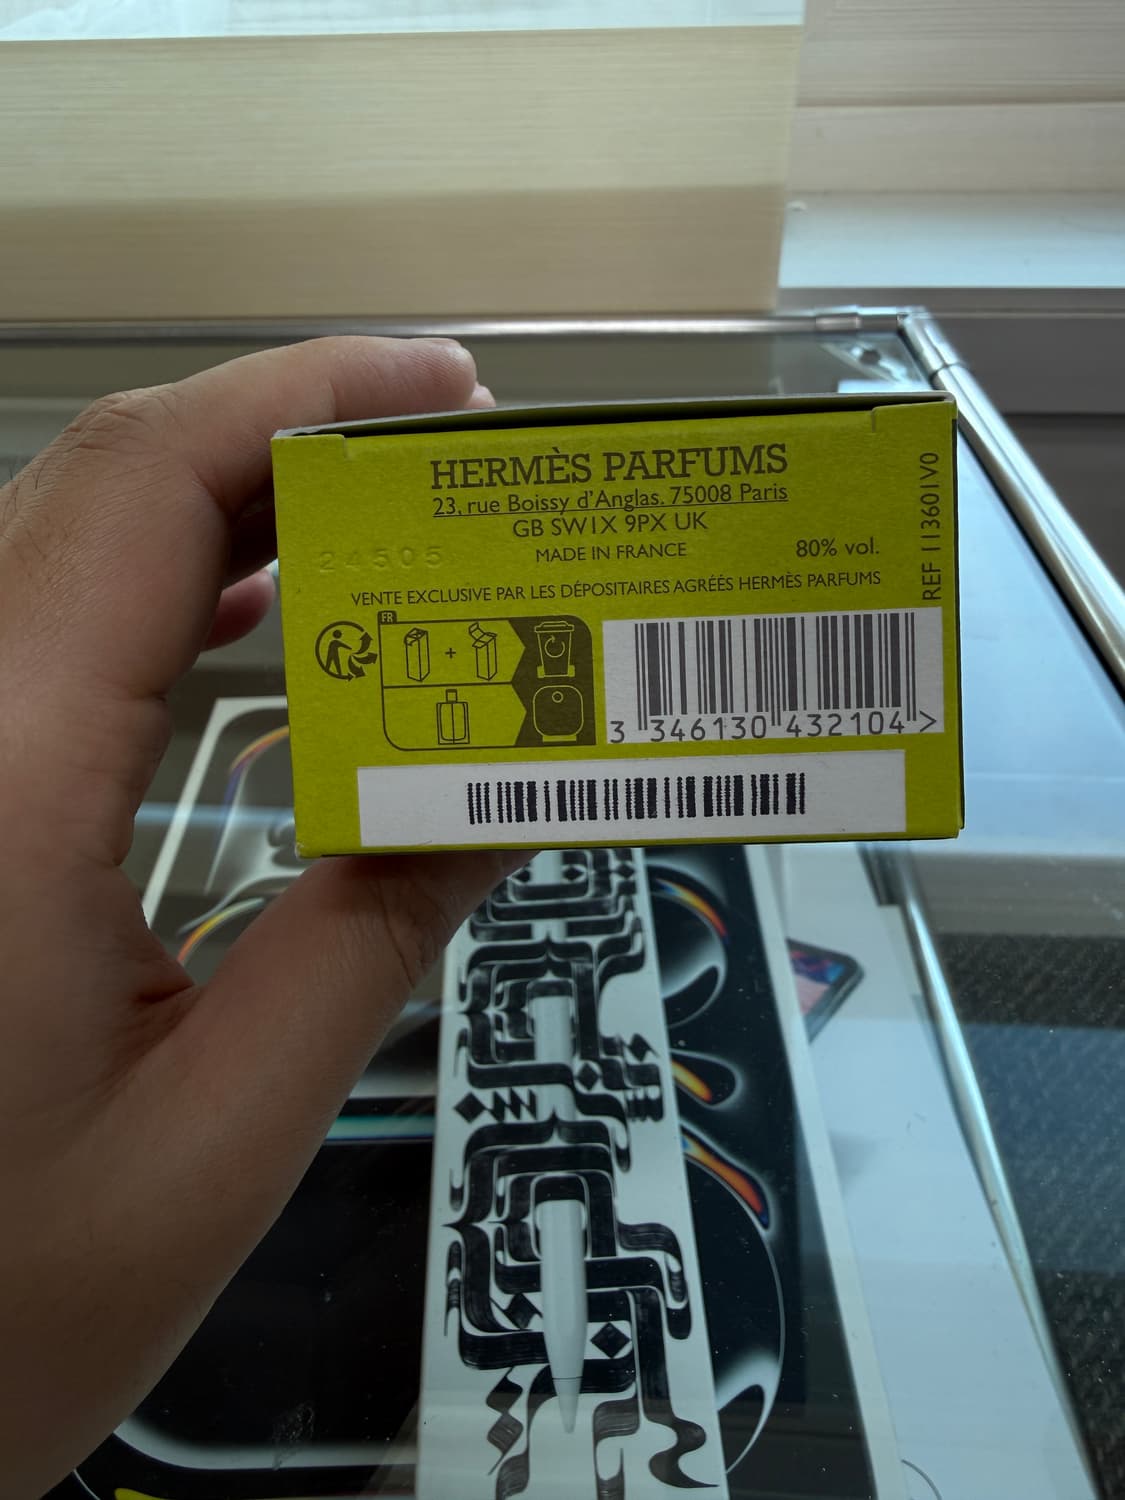 HERMÈS PARFUMS
23, rue Boissy d'Anglas. 75008 Paris
GB SW1X 9PX UK
MADE IN FRANCE
80% vol.
24505
VENTE EXCLUSIVE PAR LES DÉPOSITAIRES AGRÉÉS HERMÈS PARFUMS
REF 113601V0
FR
+
3 346130 432104 >